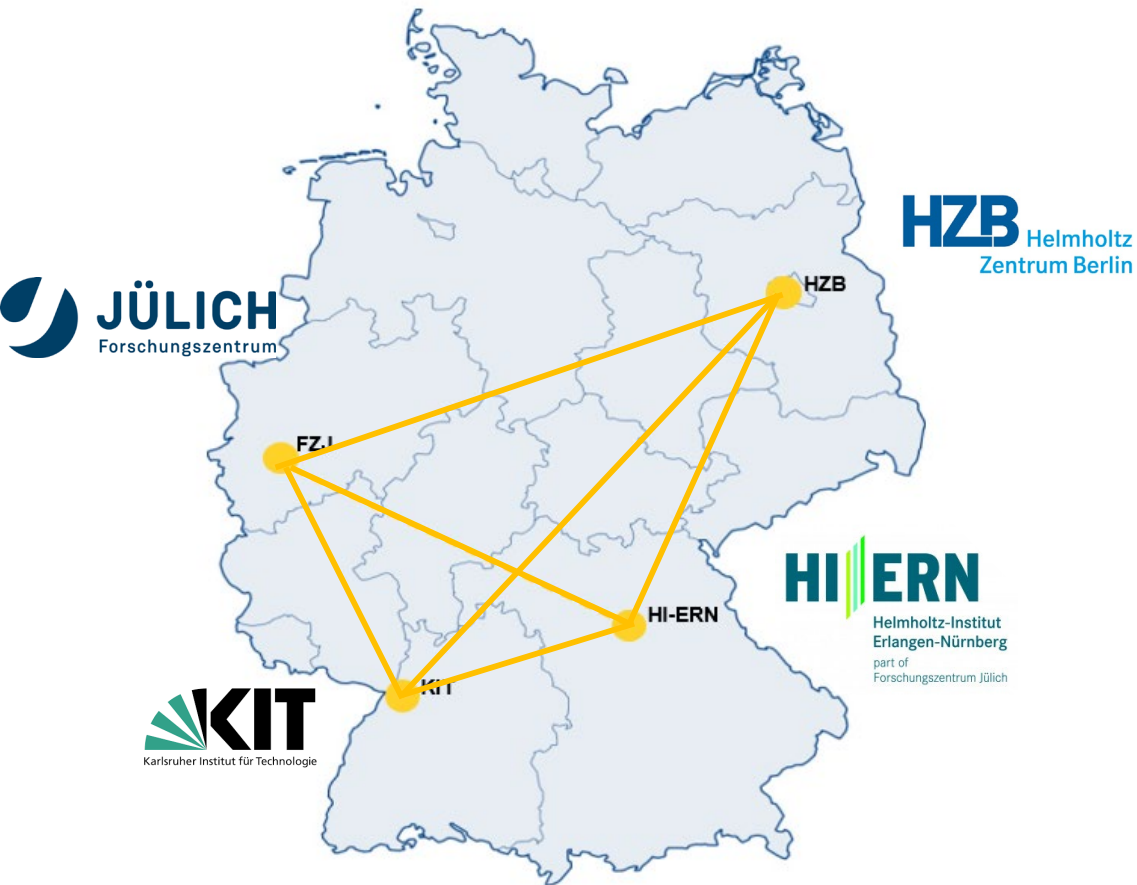 HZB Helmholtz
Zentrum Berlin
HZB
JÜLICH
Forschungszentrum
FZJ
HI ERN
Helmholtz-Institut
Erlangen-Nürnberg
part of
Forschungszentrum Jülich
HI-ERN
KIT
KIT
Karlsruher Institut für Technologie